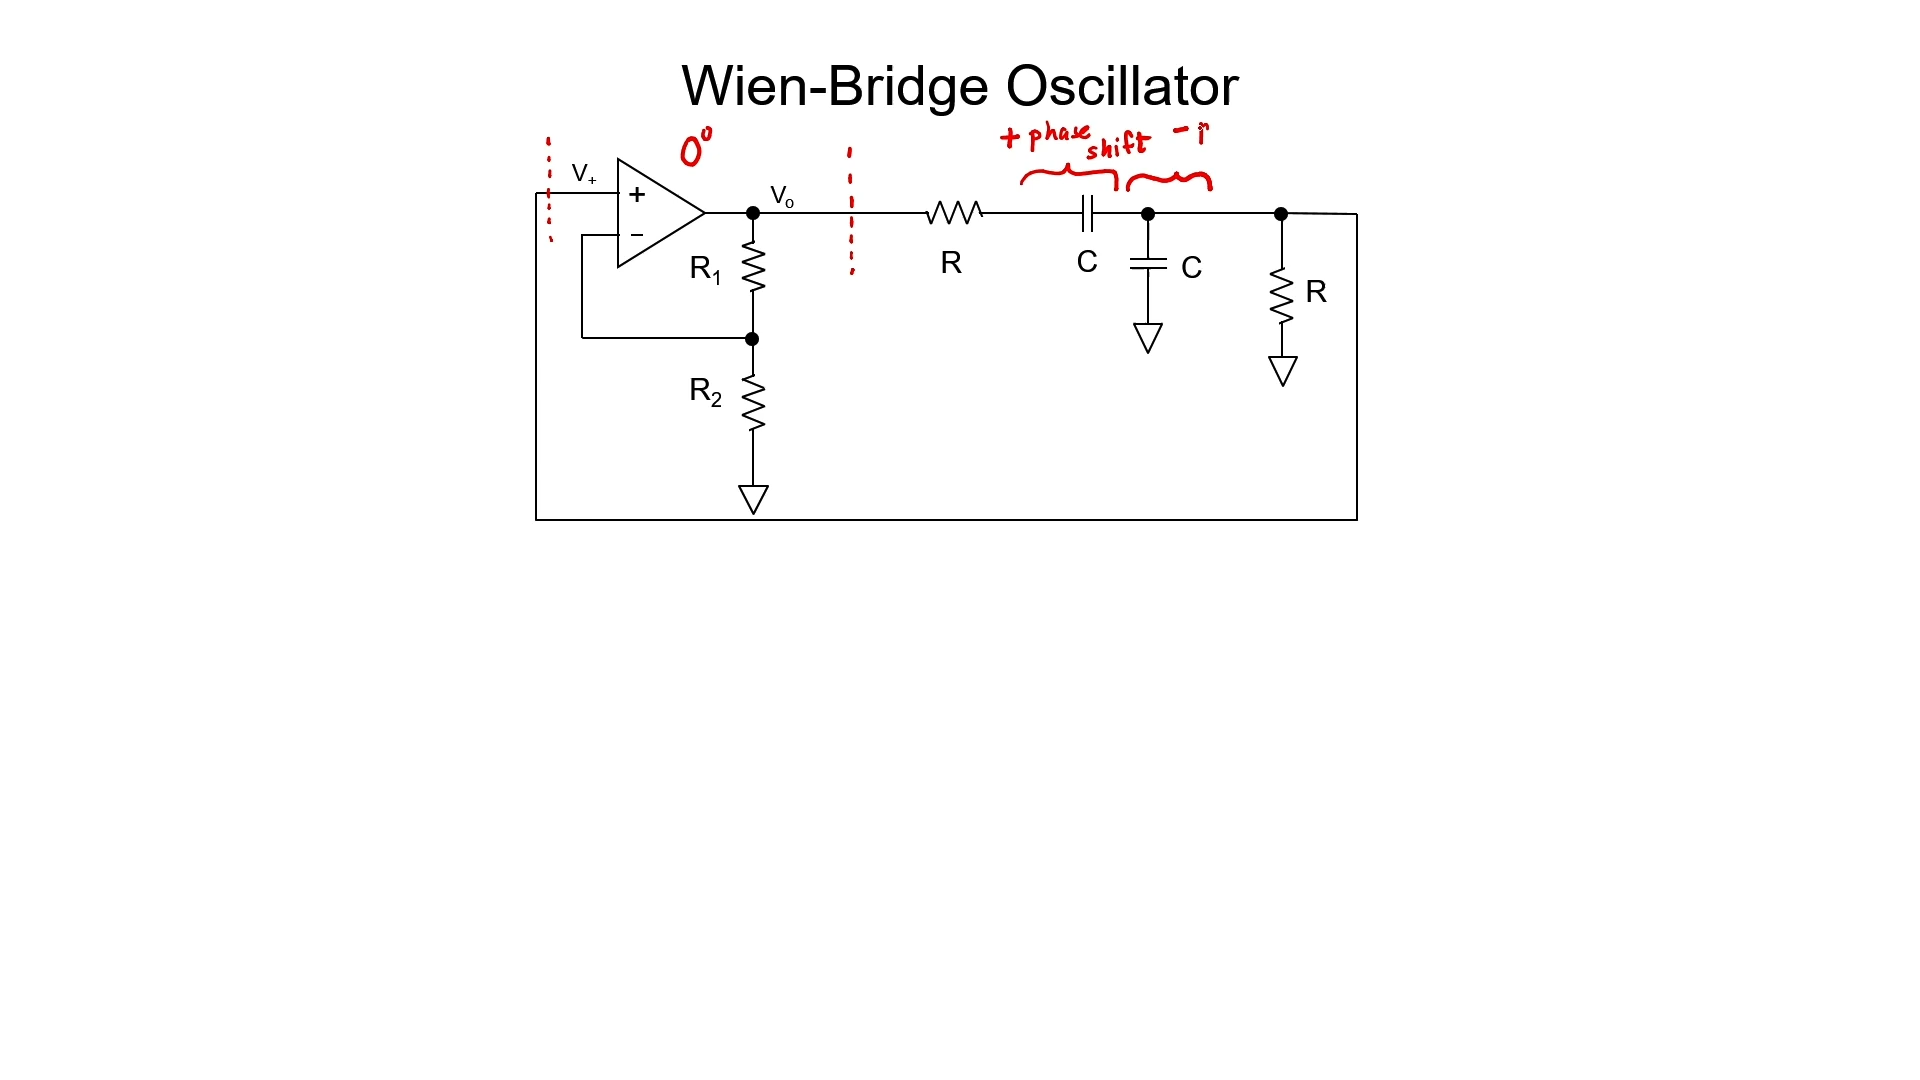 Wien-Bridge Oscillator
0°
+ phase shift -
V+
+
−
Vo
R1
R2
R
C
C
R